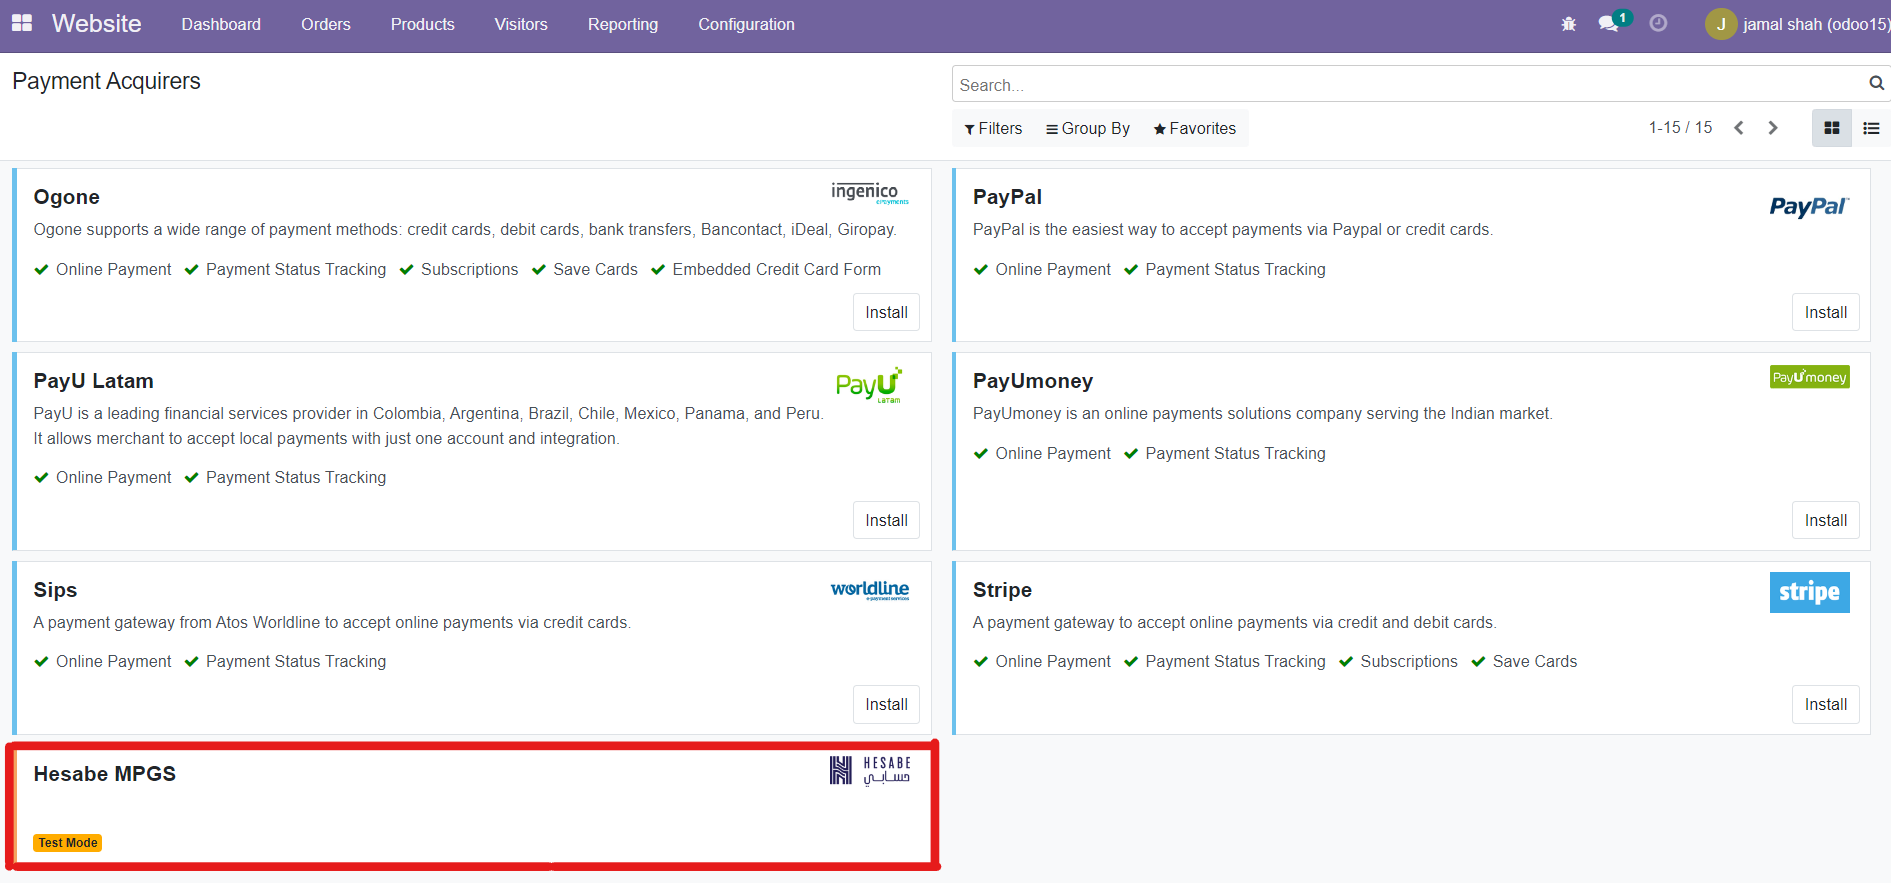 Website Dashboard Orders Products Visitors Reporting Configuration 1 J jamal shah (odoo15)
Payment Acquirers
Search...
Filters Group By Favorites 1-15 / 15
Ogone
ingenico
epayments
Ogone supports a wide range of payment methods: credit cards, debit cards, bank transfers, Bancontact, iDeal, Giropay.
Online Payment Payment Status Tracking Subscriptions Save Cards Embedded Credit Card Form
Install
PayPal
PayPal
PayPal is the easiest way to accept payments via Paypal or credit cards.
Online Payment Payment Status Tracking
Install
PayU Latam
PayU
LATAM
PayU is a leading financial services provider in Colombia, Argentina, Brazil, Chile, Mexico, Panama, and Peru.
It allows merchant to accept local payments with just one account and integration.
Online Payment Payment Status Tracking
Install
PayUmoney
PayUmoney
PayUmoney is an online payments solutions company serving the Indian market.
Online Payment Payment Status Tracking
Install
Sips
worldline
e-payment services
A payment gateway from Atos Worldline to accept online payments via credit cards.
Online Payment Payment Status Tracking
Install
Stripe
stripe
A payment gateway to accept online payments via credit and debit cards.
Online Payment Payment Status Tracking Subscriptions Save Cards
Install
Hesabe MPGS
HESABE
حسابي
Test Mode